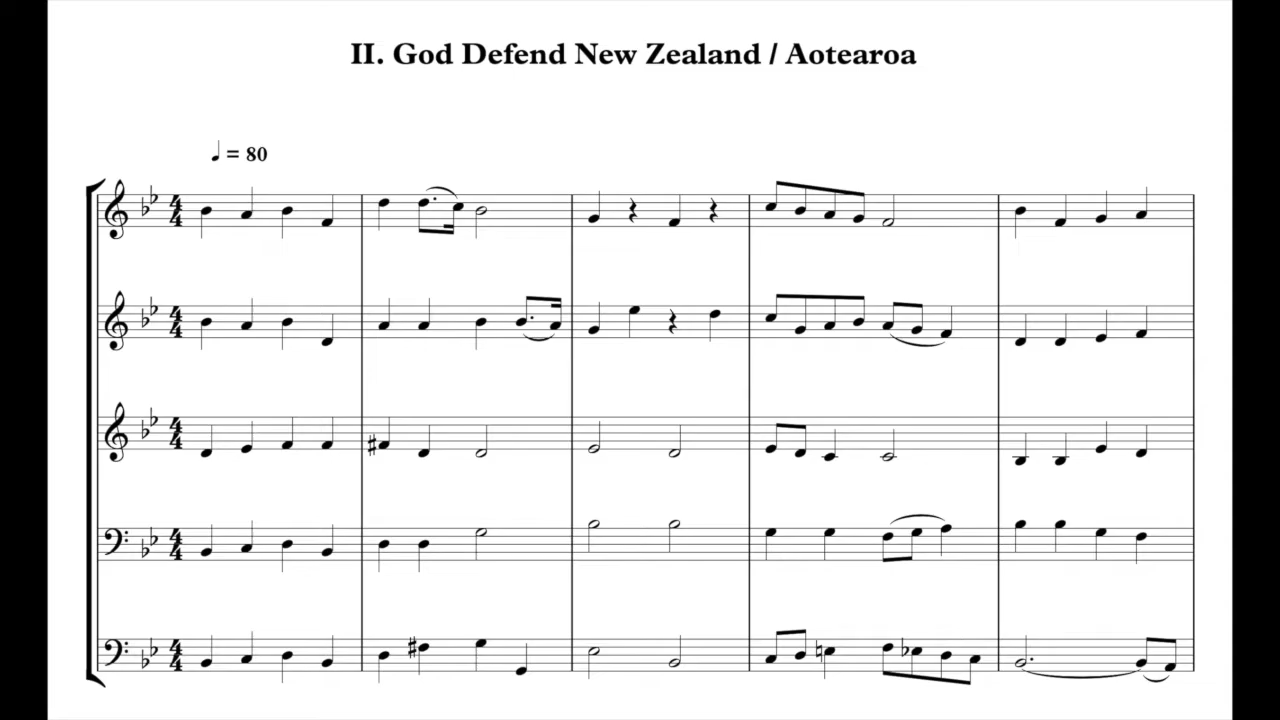 II. God Defend New Zealand / Aotearoa
♩ = 80